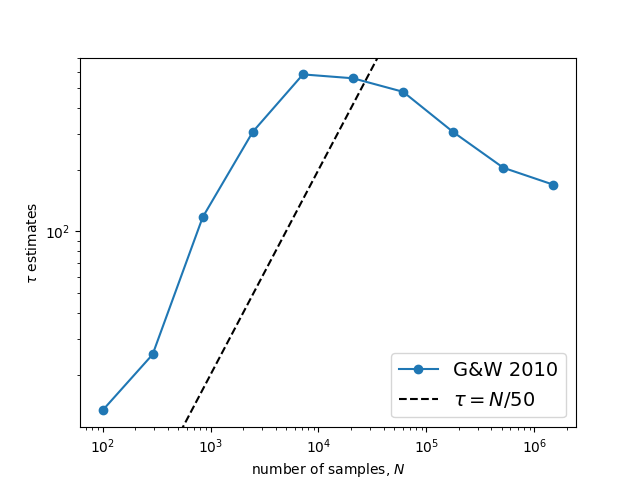 τ estimates
10²
10² 10³ 10⁴ 10⁵ 10⁶
number of samples, N
G&W 2010
τ = N/50